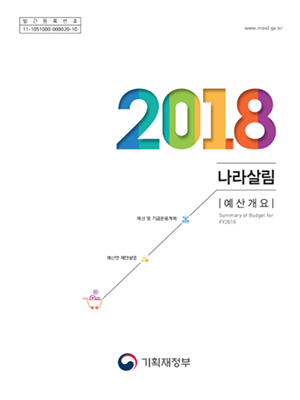 발 간 등 록 번 호
11-1051000-000020-10
www.mosf.go.kr
2018
나라살림
|예산개요|
Summary of Budget for
FY2018
예산 및 기금운용계획
예산안 제안설명
기획재정부